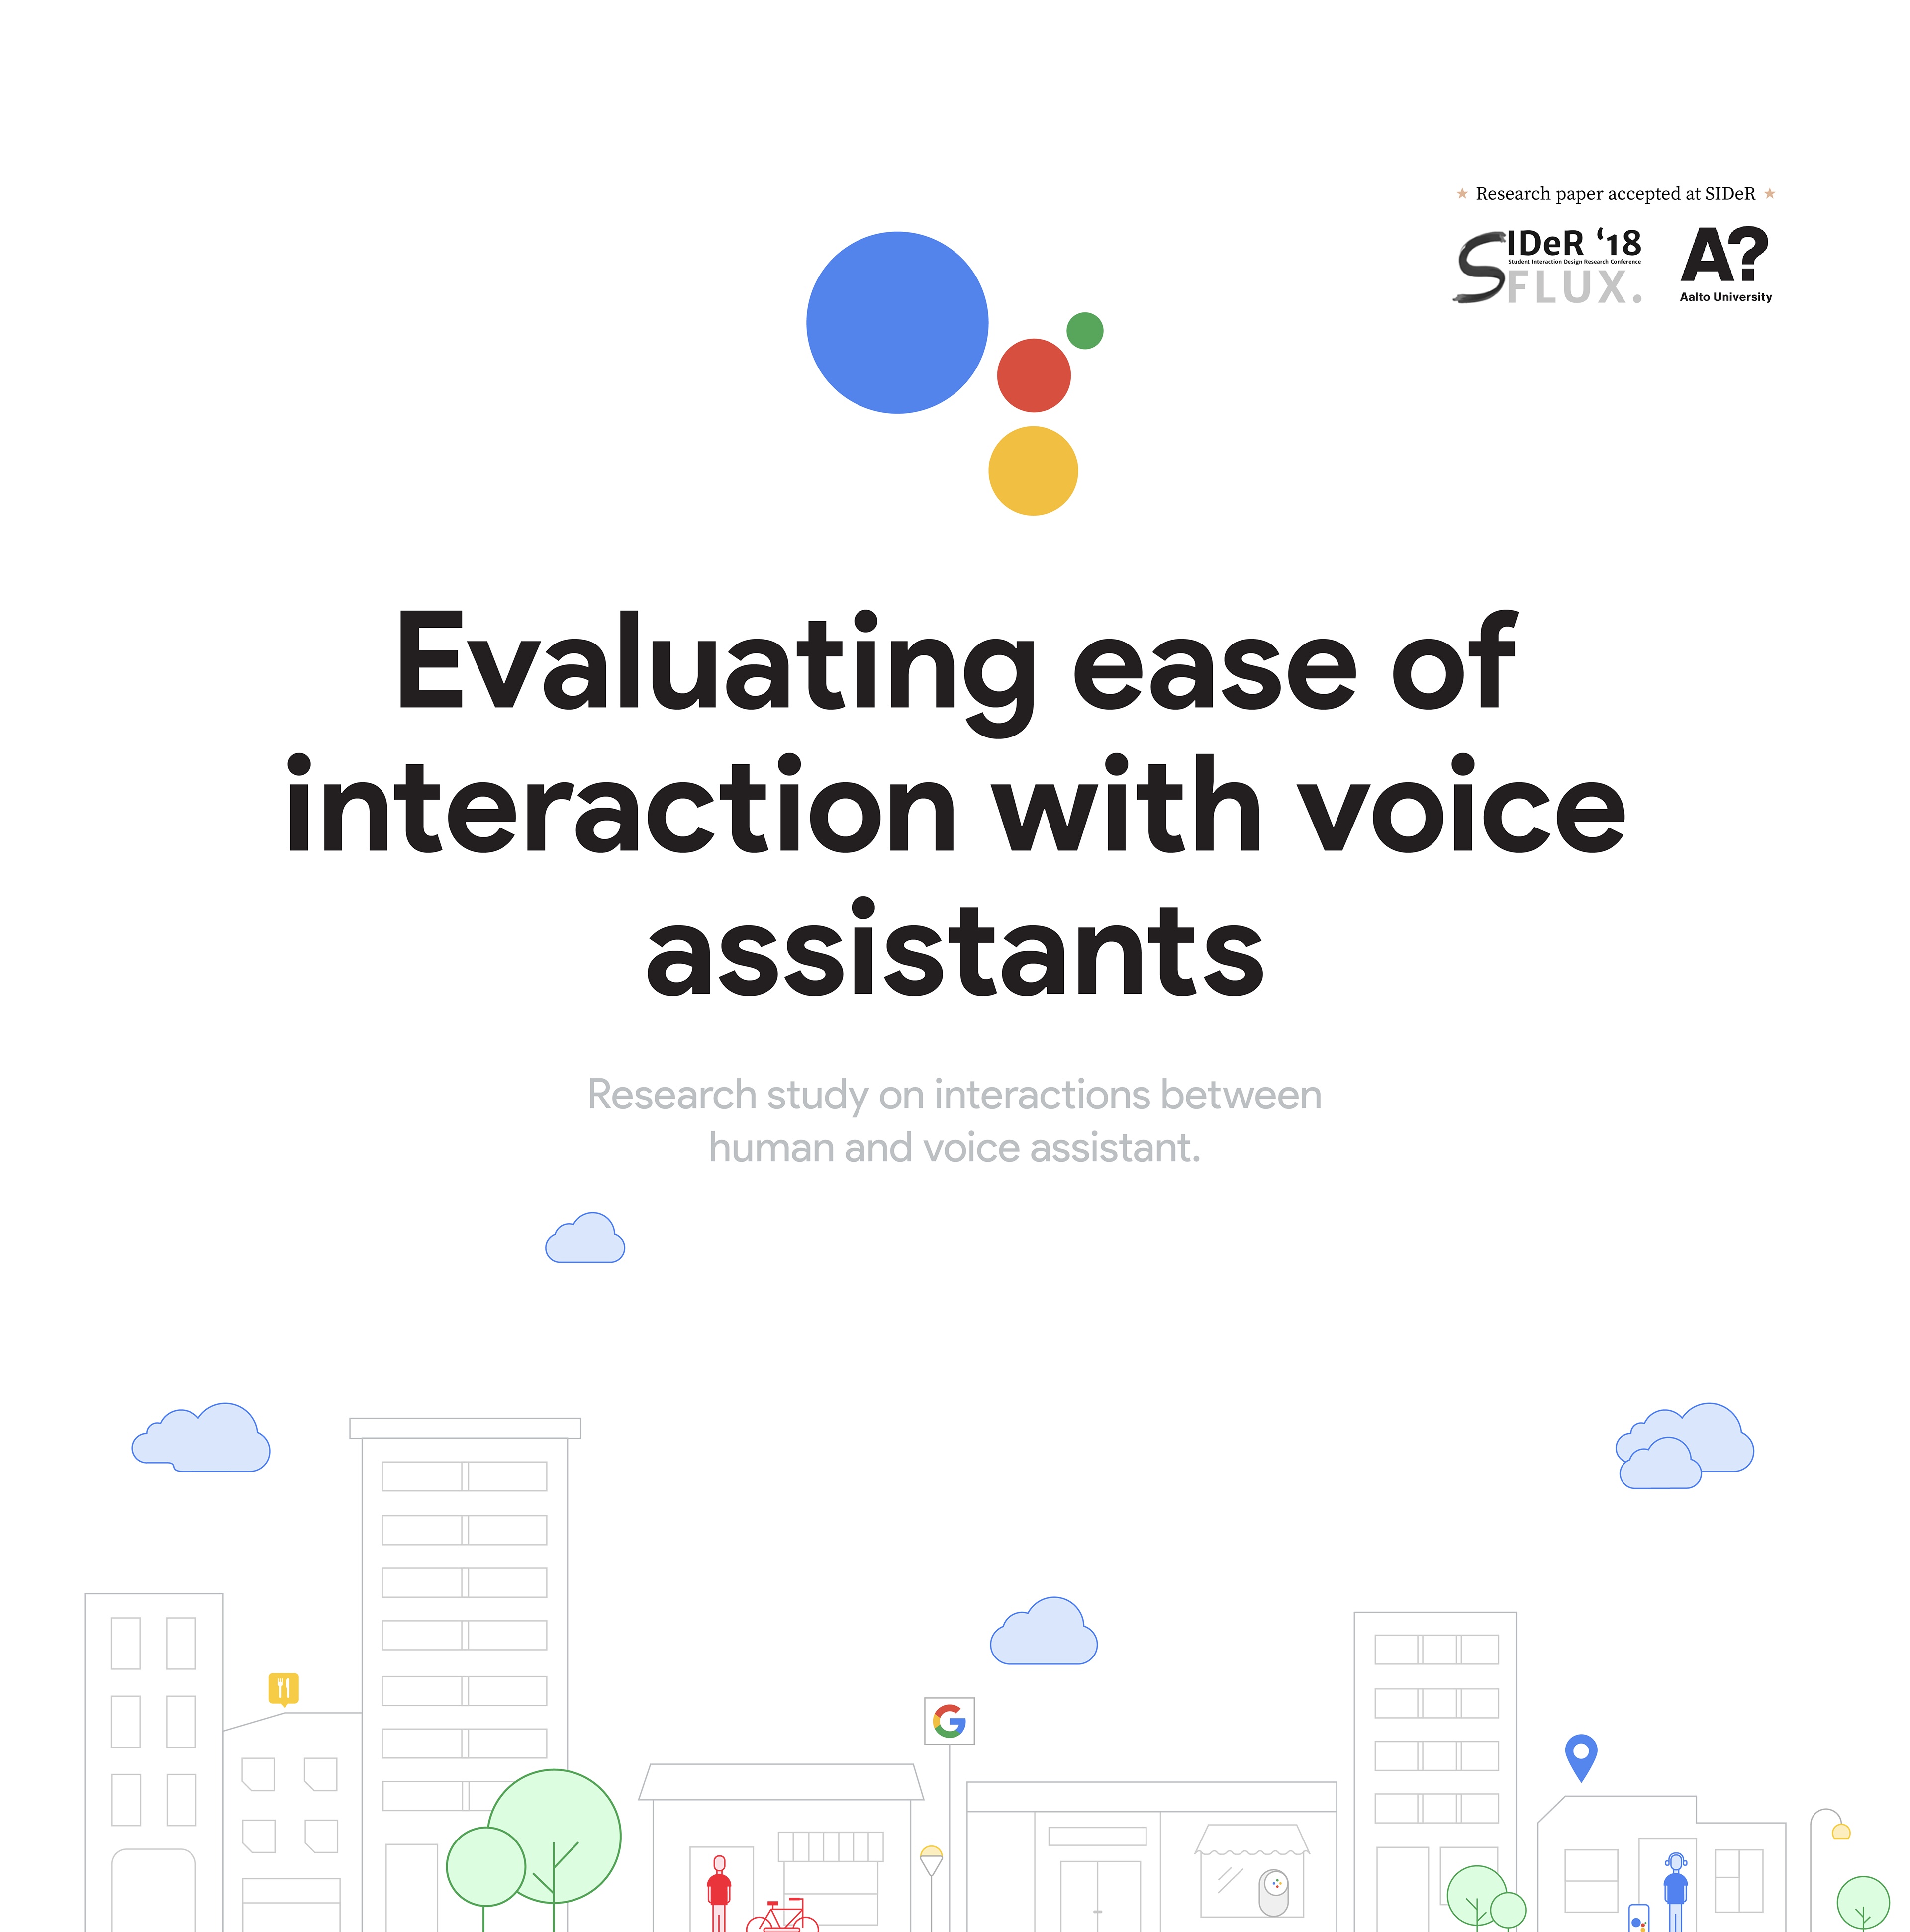 ★ Research paper accepted at SIDeR ★
SIDeR ‘18
Student Interaction Design Research Conference
FLUX.
A?
Aalto University
Evaluating ease of
interaction with voice
assistants
Research study on interactions between
human and voice assistant.
G